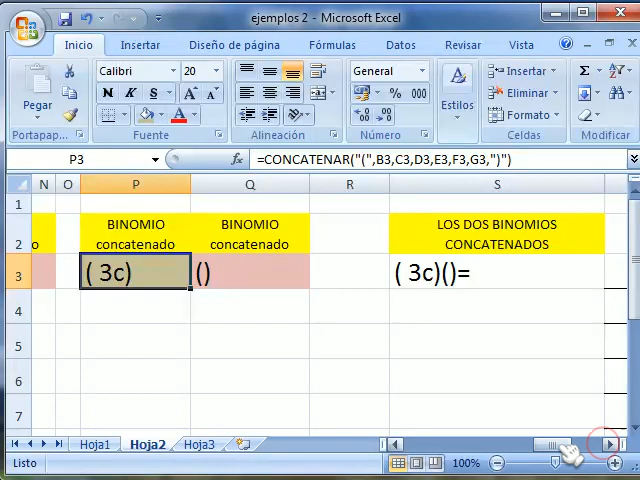 ejemplos 2 - Microsoft Excel
Inicio Insertar Diseño de página Fórmulas Datos Revisar Vista
Calibri 20 General Insertar Σ
Pegar N K S A A % 000 Estilos Eliminar
A Formato
Portapap... Fuente Alineación Número Celdas Modificar
P3 fx =CONCATENAR("(",B3,C3,D3,E3,F3,G3,")")
N O P Q R S
1
BINOMIO BINOMIO LOS DOS BINOMIOS
2 o concatenado concatenado CONCATENADOS
3 ( 3c) () ( 3c)()=
4
5
6
7
Hoja1 Hoja2 Hoja3
Listo 100%